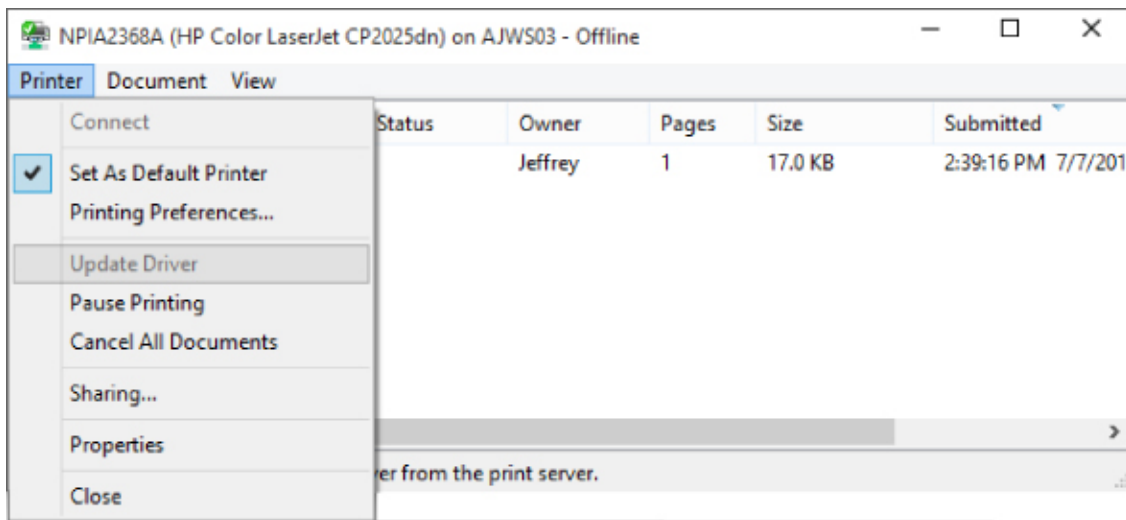 NPIA2368A (HP Color LaserJet CP2025dn) on AJWS03 - Offline
Printer Document View
Connect
Status Owner Pages Size Submitted
Set As Default Printer
Jeffrey 1 17.0 KB 2:39:16 PM 7/7/201
Printing Preferences...
Update Driver
Pause Printing
Cancel All Documents
Sharing...
Properties
from the print server.
Close